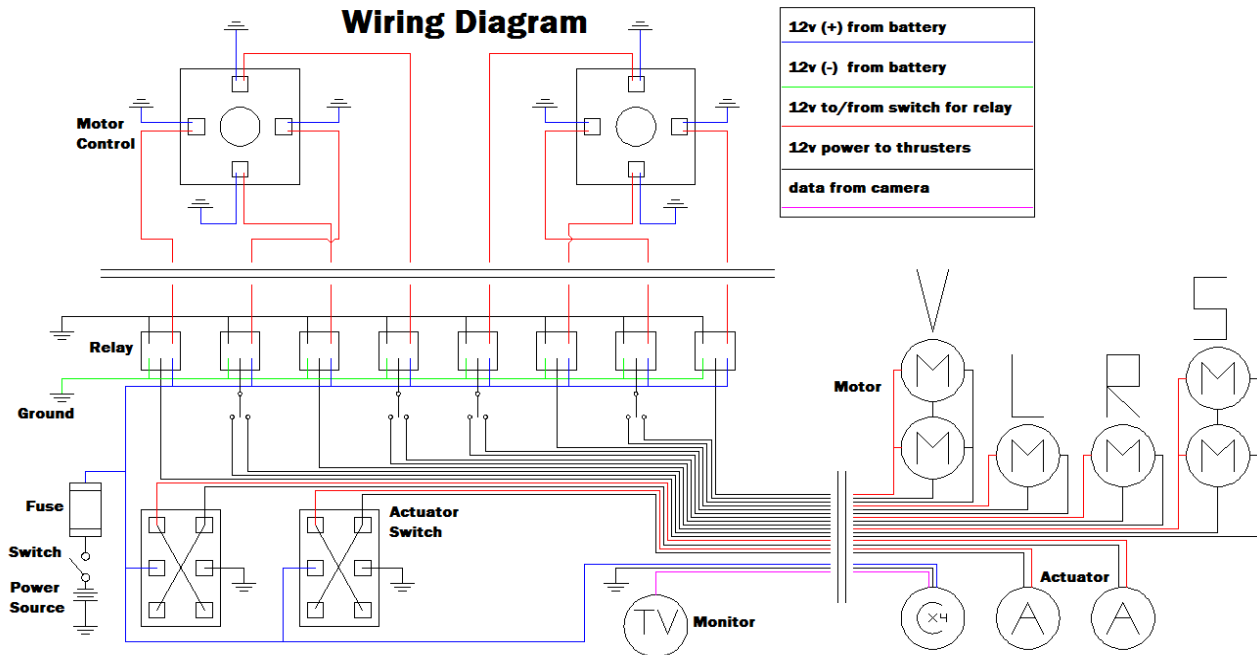 Wiring Diagram
12v (+) from battery
12v (-) from battery
12v to/from switch for relay
12v power to thrusters
data from camera
Motor
Control
Relay
Ground
V
L
R
S
Motor
M
M
M
M
M
M
Fuse
Switch
Power
Source
Actuator
Switch
TV
Monitor
C x4
A
A
Actuator